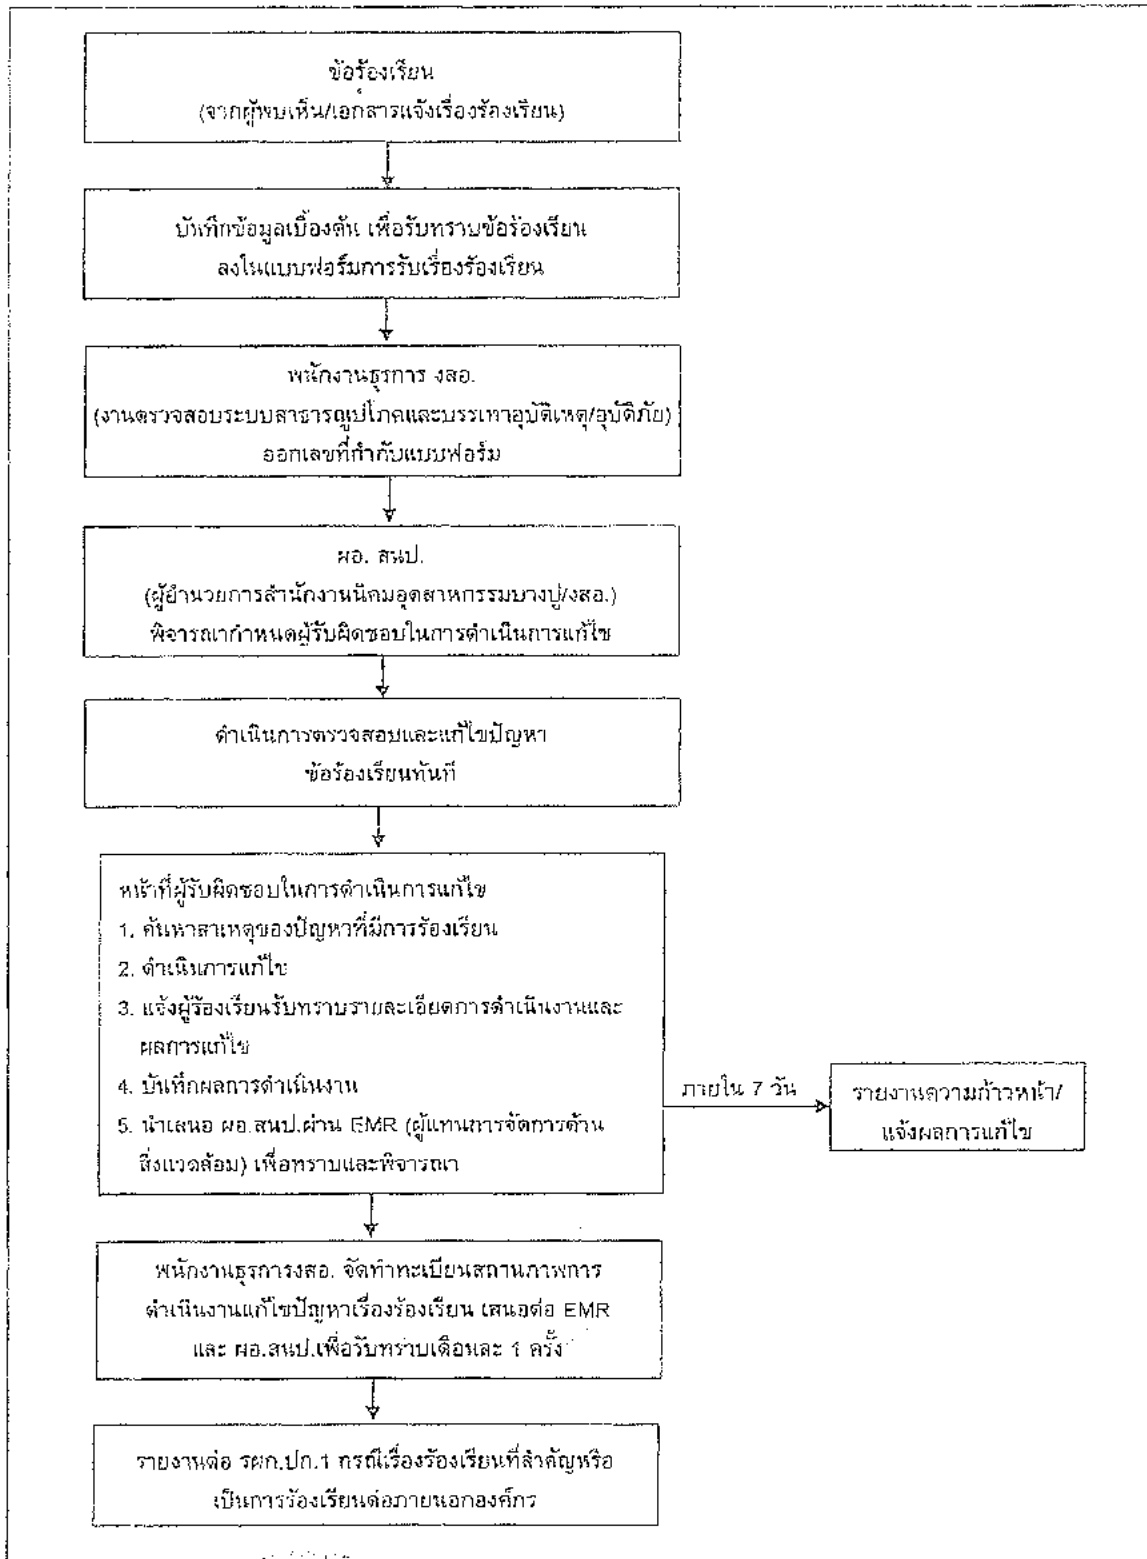 ข้อร้องเรียน
(จากผู้พบเห็น/เอกสารแจ้งเรื่องร้องเรียน)
บันทึกข้อมูลเบื้องต้น เพื่อรับทราบข้อร้องเรียน
ลงในแบบฟอร์มการรับเรื่องร้องเรียน
พนักงานธุรการ งสอ.
(งานตรวจสอบระบบสาธารณูปโภคและบรรเทาอุบัติเหตุ/อุบัติภัย)
ออกเลขที่กำกับแบบฟอร์ม
ผอ. สนป.
(ผู้อำนวยการสำนักงานนิคมอุตสาหกรรมบางปู/งสอ.)
พิจารณากำหนดผู้รับผิดชอบในการดำเนินการแก้ไข
ดำเนินการตรวจสอบและแก้ไขปัญหา
ข้อร้องเรียนทันที
หน้าที่ผู้รับผิดชอบในการดำเนินการแก้ไข
1. ค้นหาสาเหตุของปัญหาที่มีการร้องเรียน
2. ดำเนินการแก้ไข
3. แจ้งผู้ร้องเรียนรับทราบรายละเอียดการดำเนินงานและ
ผลการแก้ไข
4. บันทึกผลการดำเนินงาน
5. นำเสนอ ผอ.สนป.ผ่าน EMR (ผู้แทนการจัดการด้าน
สิ่งแวดล้อม) เพื่อทราบและพิจารณา
ภายใน 7 วัน
รายงานความก้าวหน้า/
แจ้งผลการแก้ไข
พนักงานธุรการงสอ. จัดทำทะเบียนสถานภาพการ
ดำเนินงานแก้ไขปัญหาเรื่องร้องเรียน เสนอต่อ EMR
และ ผอ.สนป.เพื่อรับทราบเดือนละ 1 ครั้ง
รายงานต่อ รผก.ปก.1 กรณีเรื่องร้องเรียนที่สำคัญหรือ
เป็นการร้องเรียนต่อภายนอกองค์กร